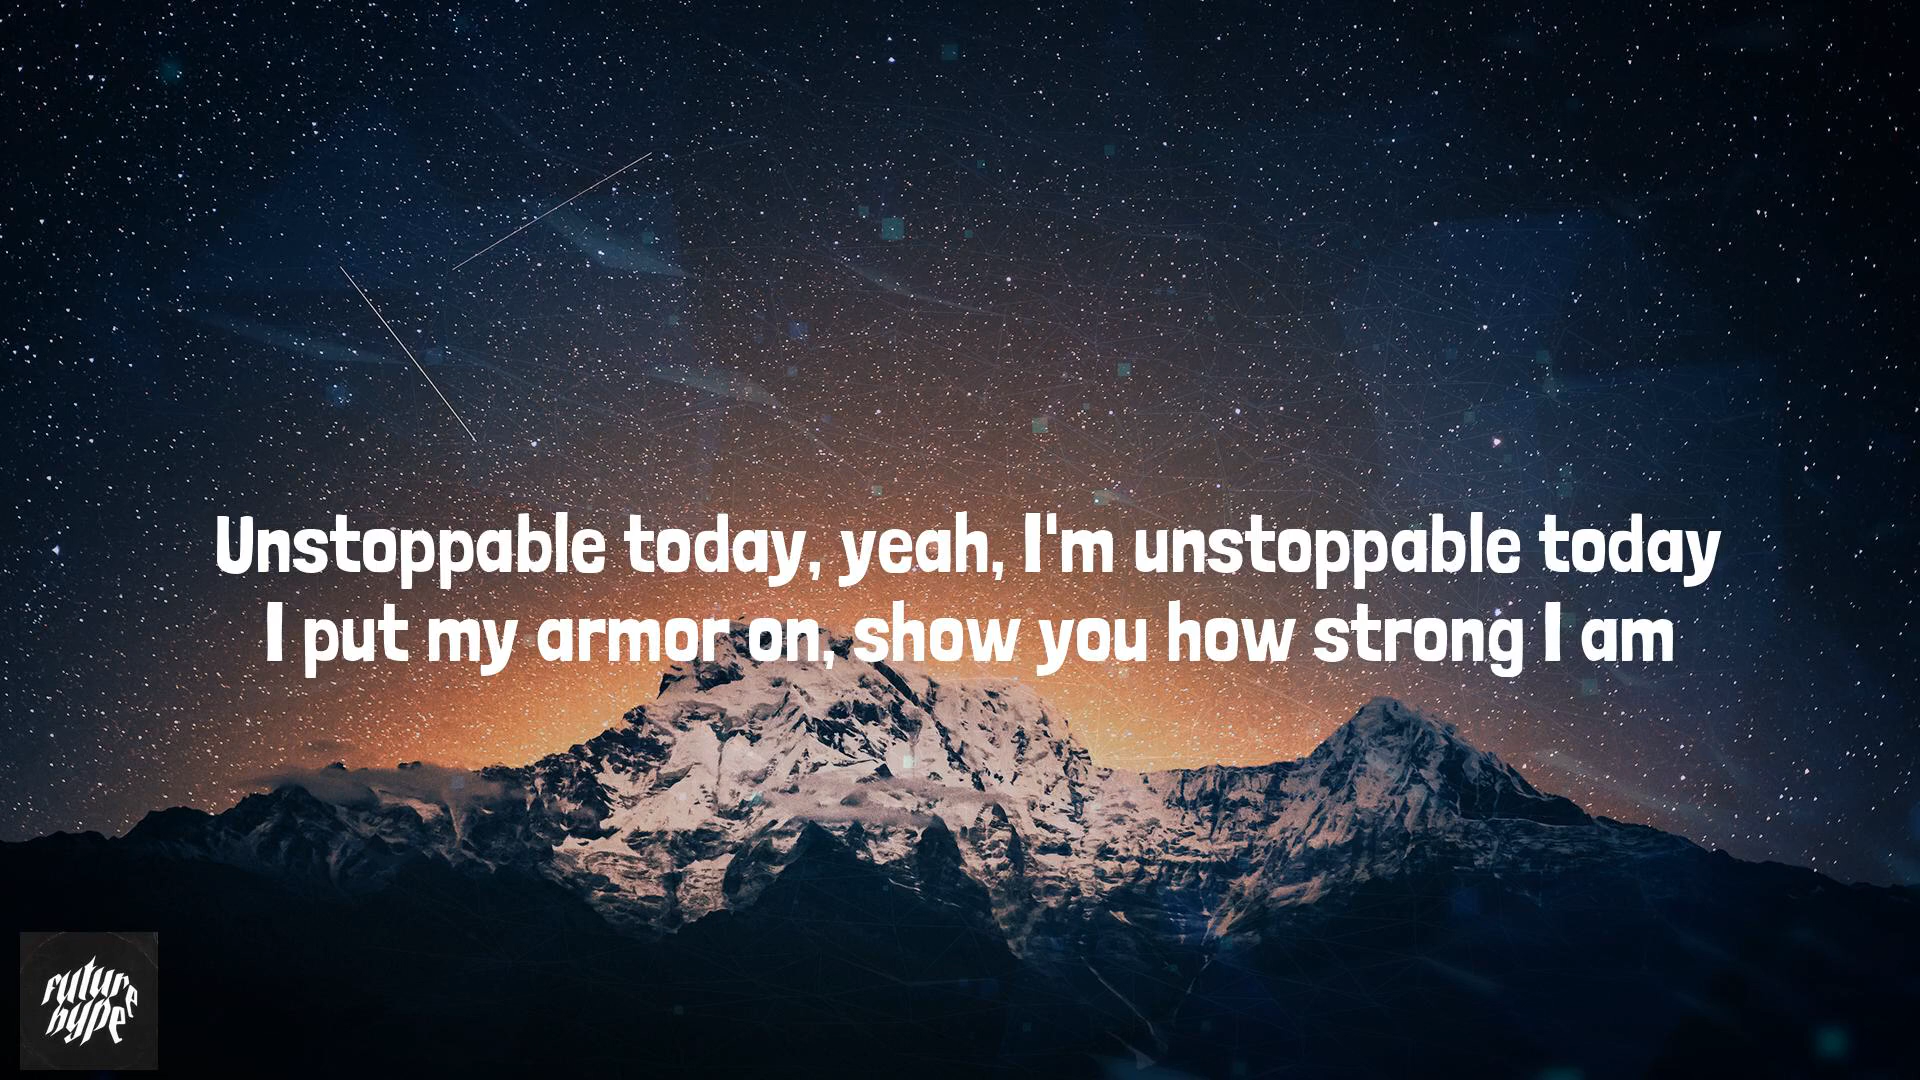 Unstoppable today, yeah, I'm unstoppable today
I put my armor on, show you how strong I am
future
hype